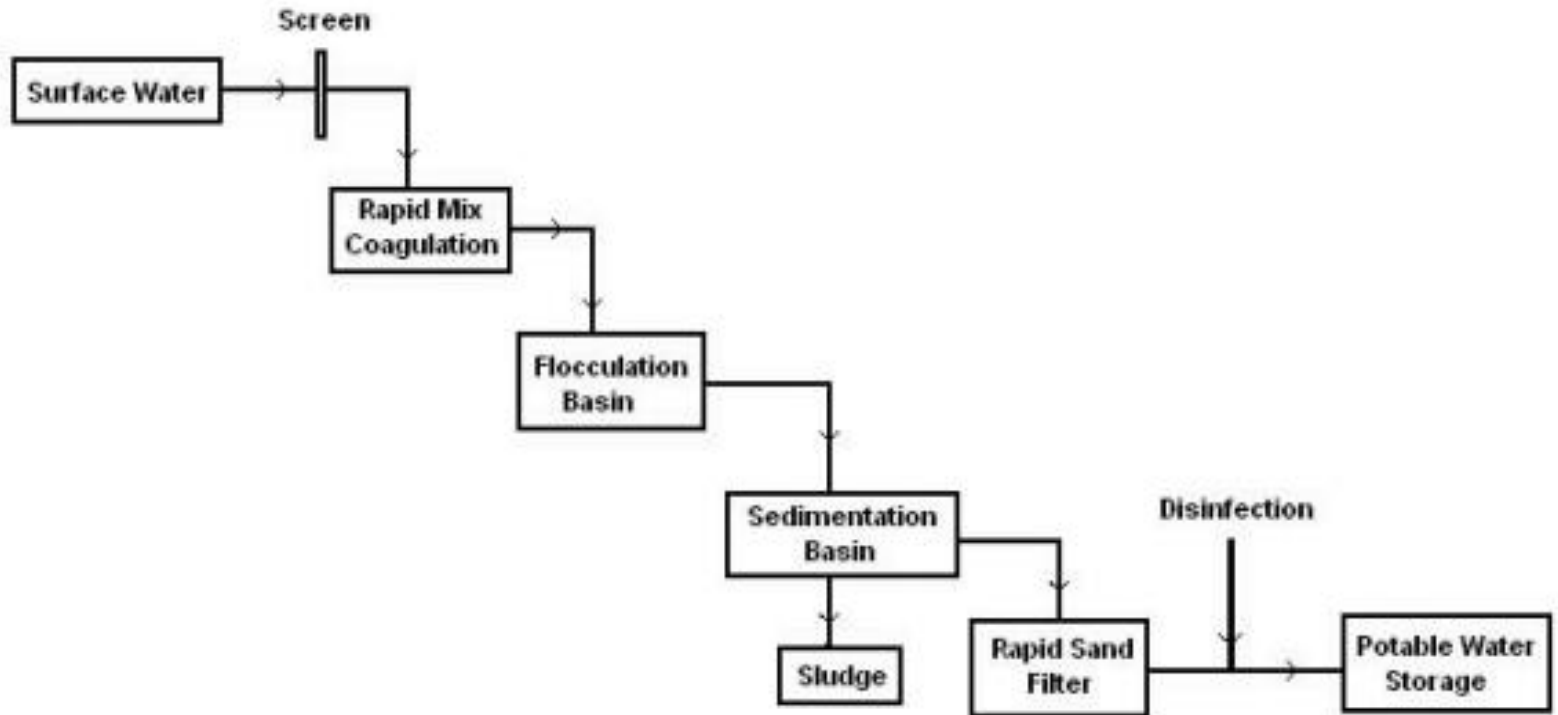 Screen
Surface Water
Rapid Mix
Coagulation
Flocculation
Basin
Sedimentation
Basin
Disinfection
Sludge
Rapid Sand
Filter
Potable Water
Storage